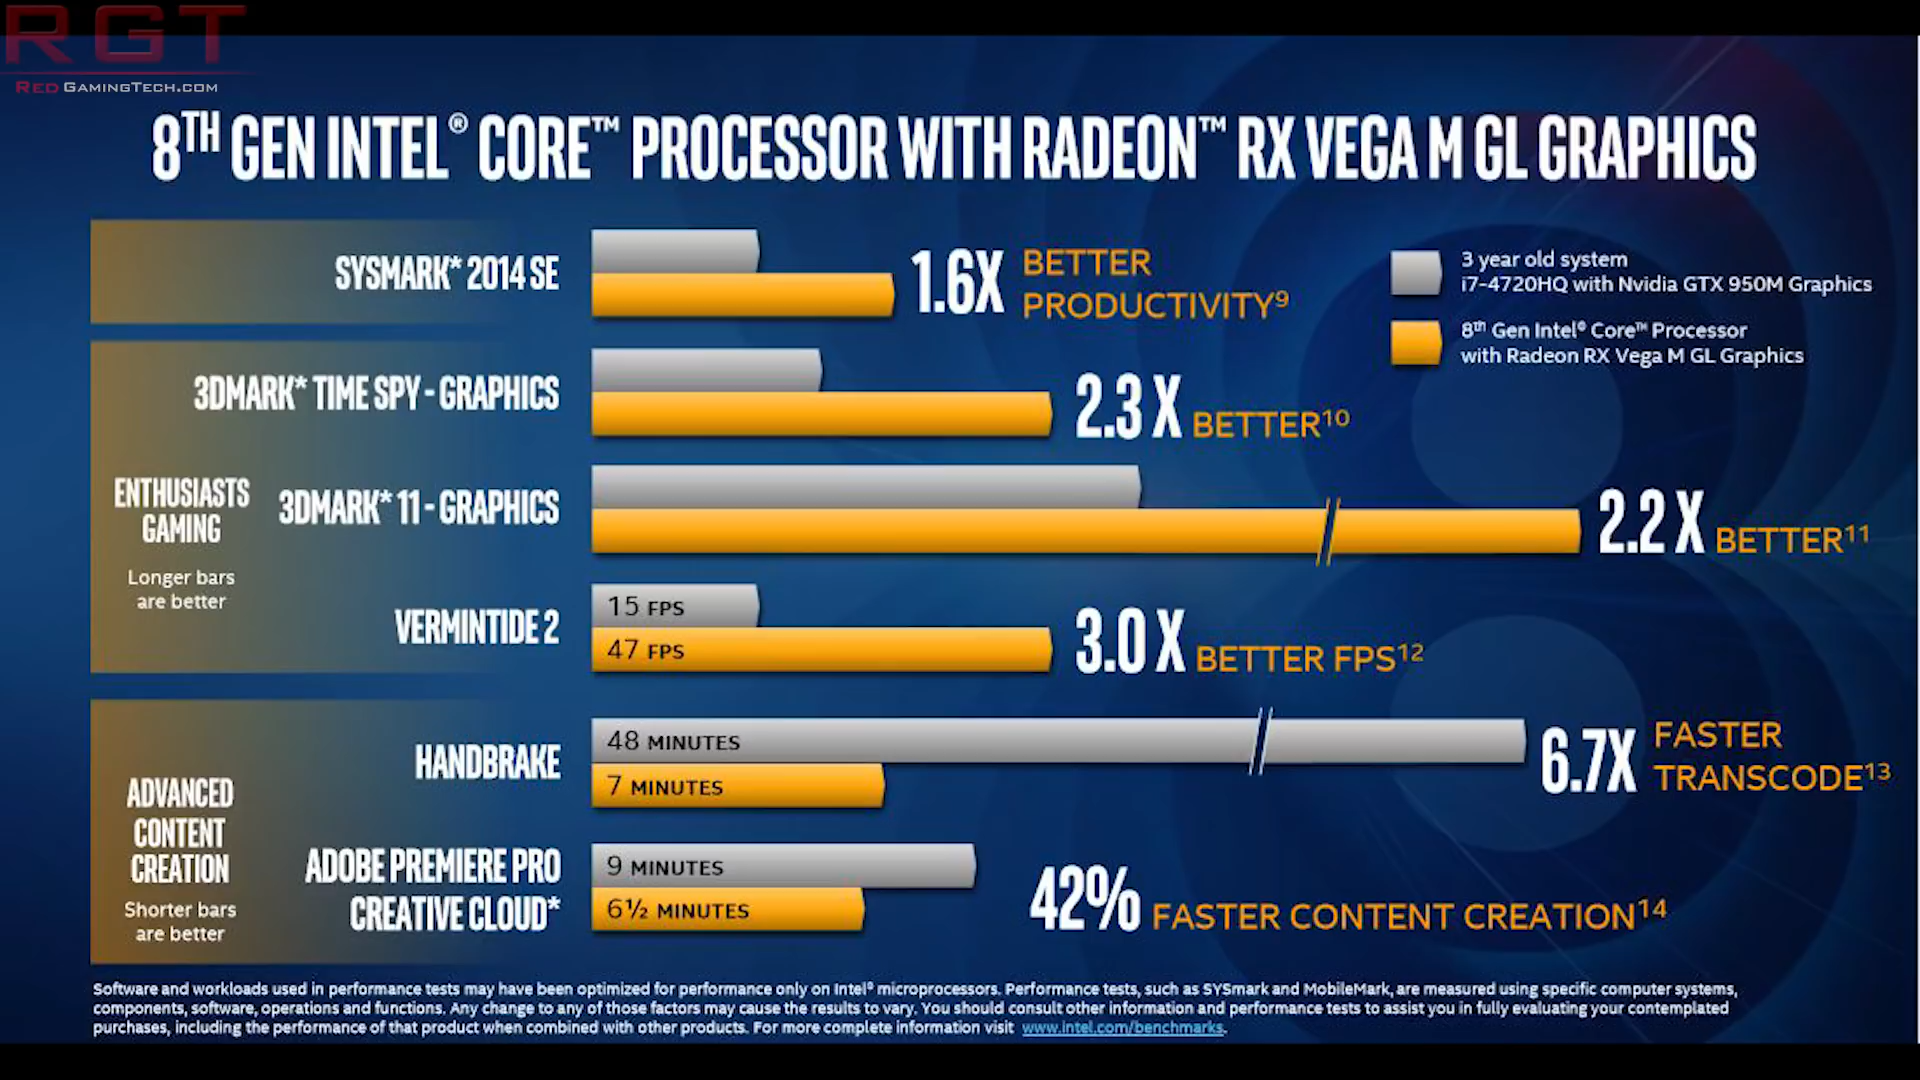 RGT
RED GAMINGTECH.COM
8TH GEN INTEL® CORE™ PROCESSOR WITH RADEON™ RX VEGA M GL GRAPHICS
SYSMARK* 2014 SE
1.6X BETTER
PRODUCTIVITY⁹
3 year old system
i7-4720HQ with Nvidia GTX 950M Graphics
8th Gen Intel® Core™ Processor
with Radeon RX Vega M GL Graphics
ENTHUSIASTS
GAMING
Longer bars
are better
3DMARK* TIME SPY - GRAPHICS
2.3 X BETTER¹⁰
3DMARK* 11 - GRAPHICS
2.2 X BETTER¹¹
VERMINTIDE 2
15 FPS
47 FPS
3.0 X BETTER FPS¹²
ADVANCED
CONTENT
CREATION
Shorter bars
are better
HANDBRAKE
48 MINUTES
7 MINUTES
6.7X FASTER
TRANSCODE¹³
ADOBE PREMIERE PRO
CREATIVE CLOUD*
9 MINUTES
6½ MINUTES
42% FASTER CONTENT CREATION¹⁴
Software and workloads used in performance tests may have been optimized for performance only on Intel® microprocessors. Performance tests, such as SYSmark and MobileMark, are measured using specific computer systems,
components, software, operations and functions. Any change to any of those factors may cause the results to vary. You should consult other information and performance tests to assist you in fully evaluating your contemplated
purchases, including the performance of that product when combined with other products. For more complete information visit www.intel.com/benchmarks.